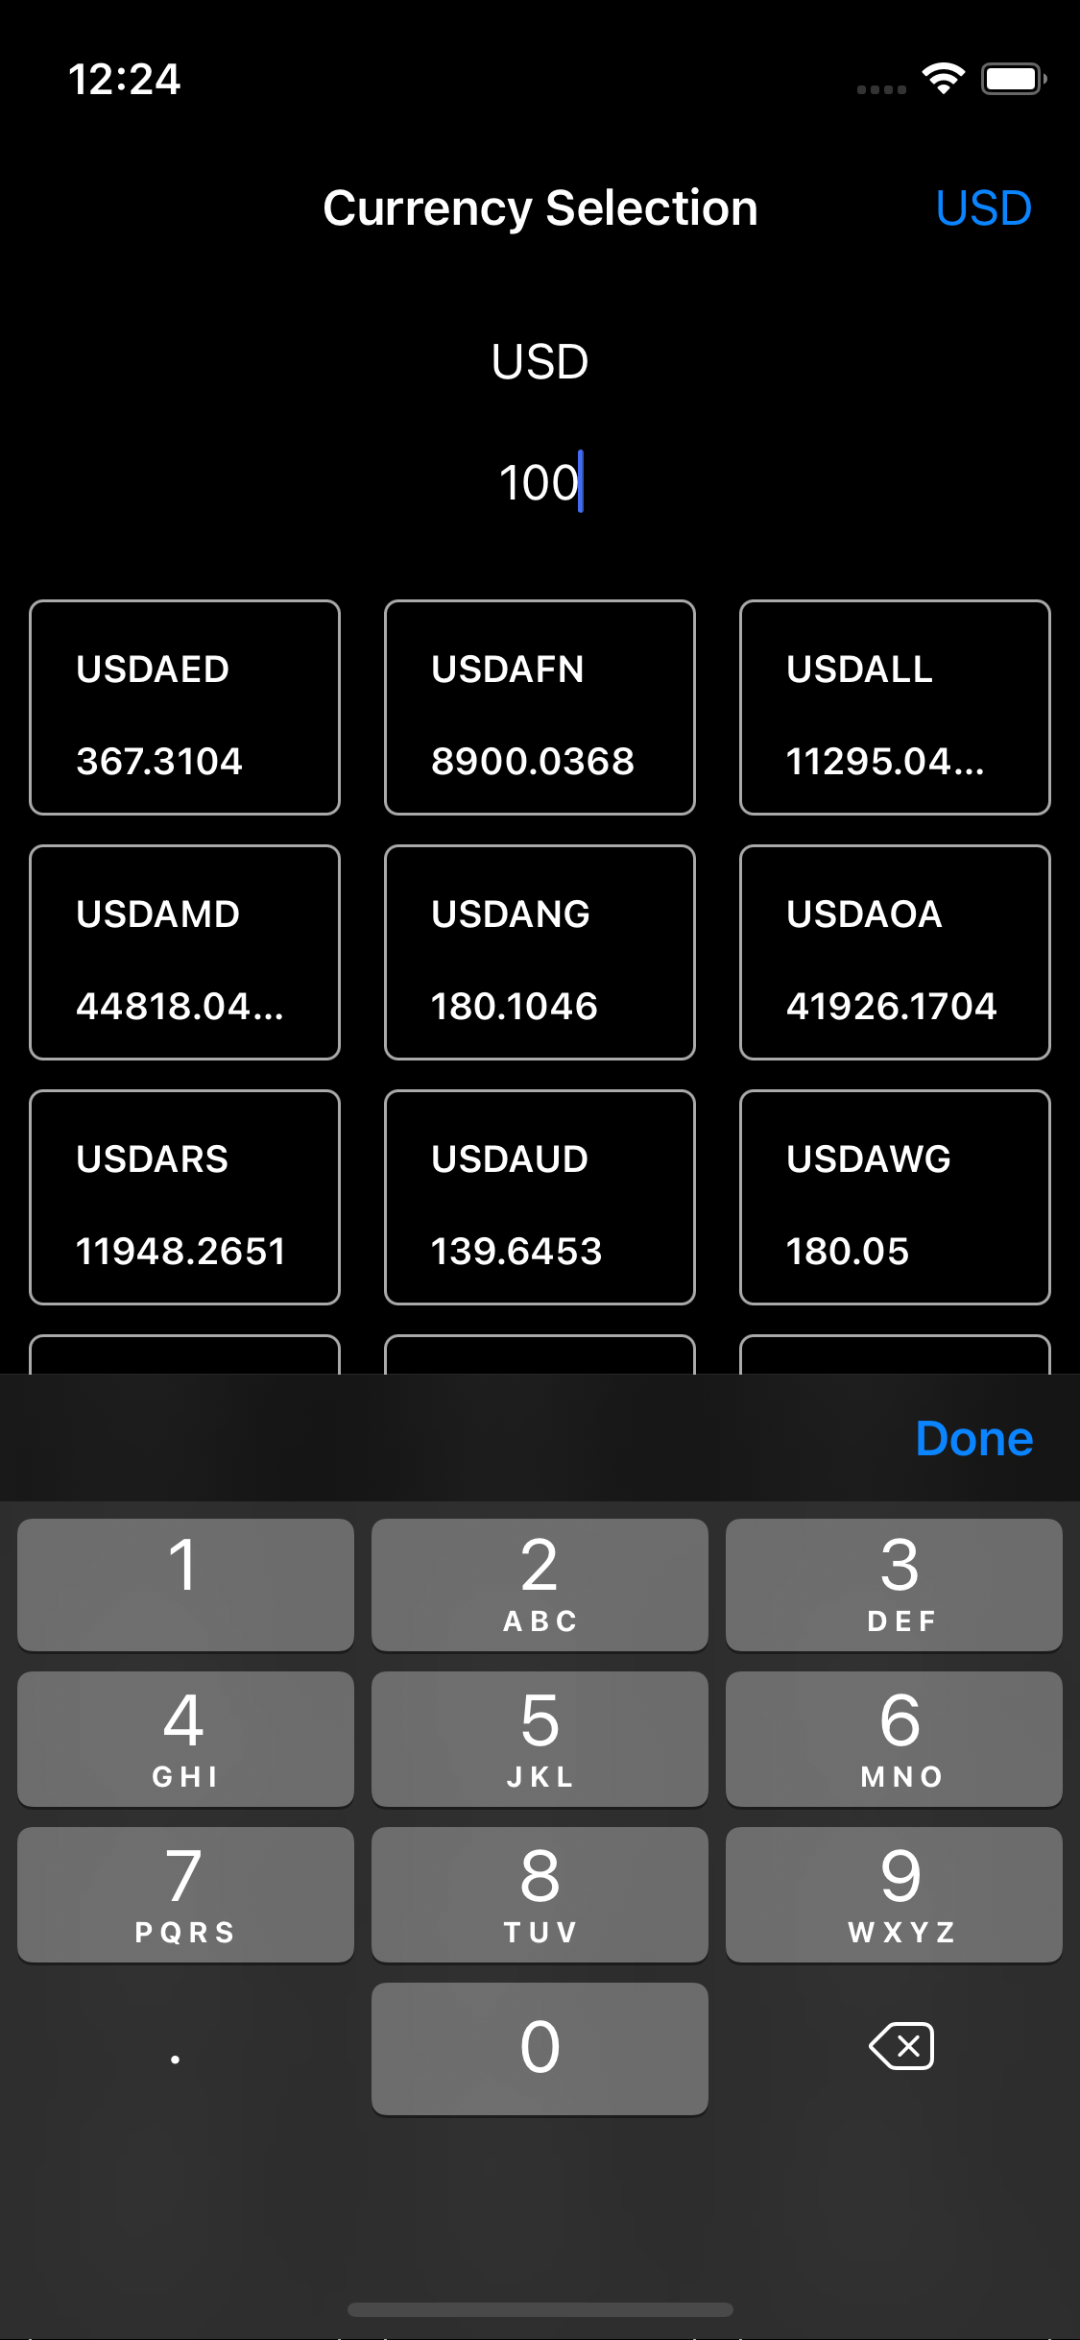 12:24
Currency Selection USD
USD
100
USDAED USDAFN USDALL
367.3104 8900.0368 11295.04...
USDAMD USDANG USDAOA
44818.04... 180.1046 41926.1704
USDARS USDAUD USDAWG
11948.2651 139.6453 180.05
Done
1 2 3
ABC DEF
4 5 6
GHI JKL MNO
7 8 9
PQRS TUV WXYZ
. 0